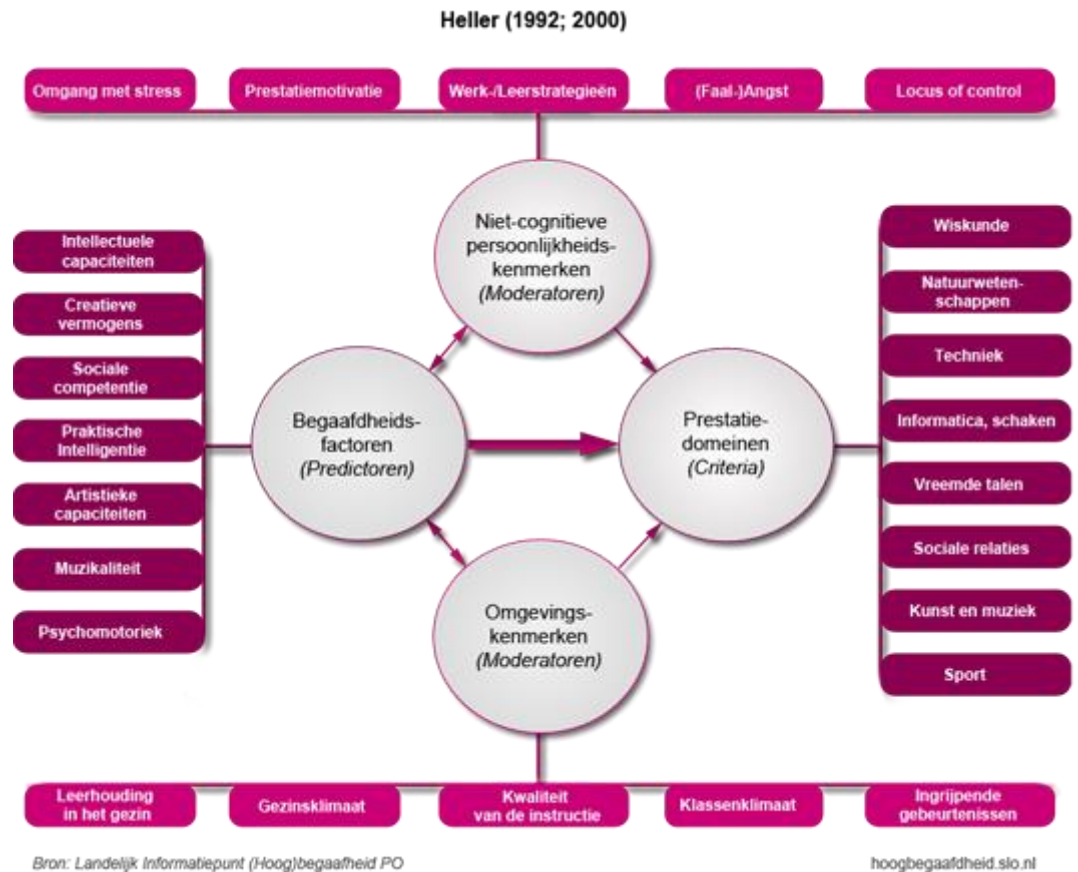 Heller (1992; 2000)
Omgang met stress
Prestatiemotivatie
Werk-/Leerstrategieën
(Faal-)Angst
Locus of control
Niet-cognitieve
persoonlijkheids-
kenmerken
(Moderatoren)
Intellectuele
capaciteiten
Creatieve
vermogens
Sociale
competentie
Praktische
Intelligentie
Artistieke
capaciteiten
Muzikaliteit
Psychomotoriek
Begaafdheids-
factoren
(Predictoren)
Prestatie-
domeinen
(Criteria)
Wiskunde
Natuurweten-
schappen
Techniek
Informatica, schaken
Vreemde talen
Sociale relaties
Kunst en muziek
Sport
Omgevings-
kenmerken
(Moderatoren)
Leerhouding
in het gezin
Gezinsklimaat
Kwaliteit
van de instructie
Klassenklimaat
Ingrijpende
gebeurtenissen
Bron: Landelijk Informatiepunt (Hoog)begaafheid PO
hoogbegaafdheid.slo.nl